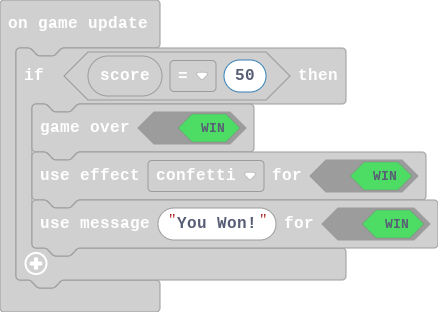 on game update
if score = 50 then
game over WIN
use effect confetti for WIN
use message "You Won!" for WIN